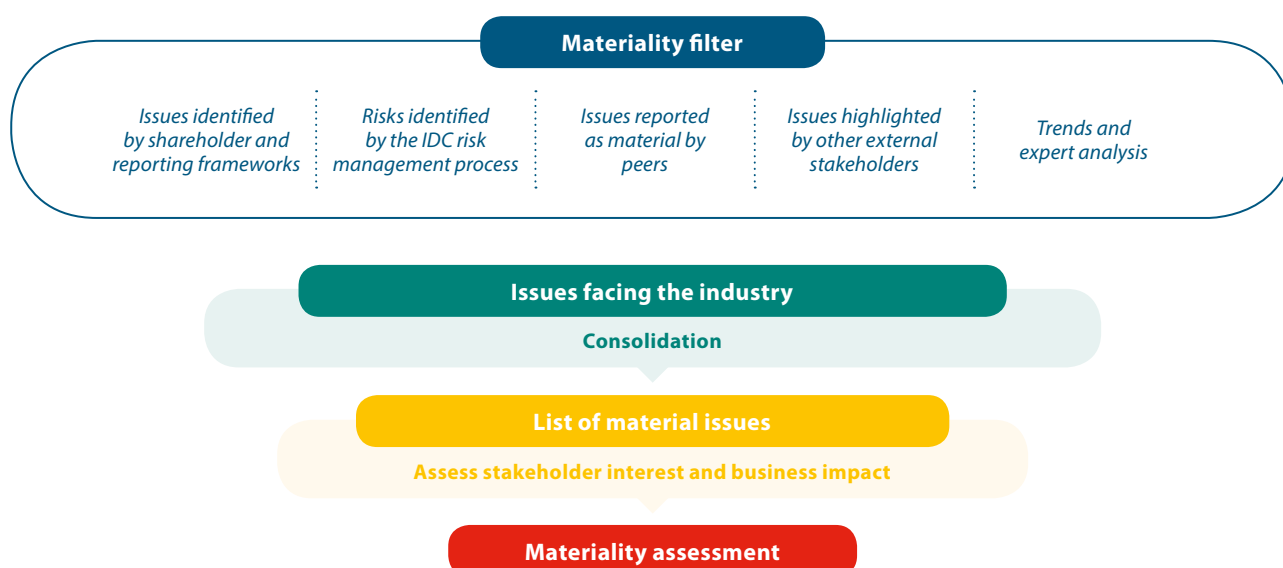 Materiality filter
Issues identified
by shareholder and
reporting frameworks
Risks identified
by the IDC risk
management process
Issues reported
as material by
peers
Issues highlighted
by other external
stakeholders
Trends and
expert analysis
Issues facing the industry
Consolidation
List of material issues
Assess stakeholder interest and business impact
Materiality assessment